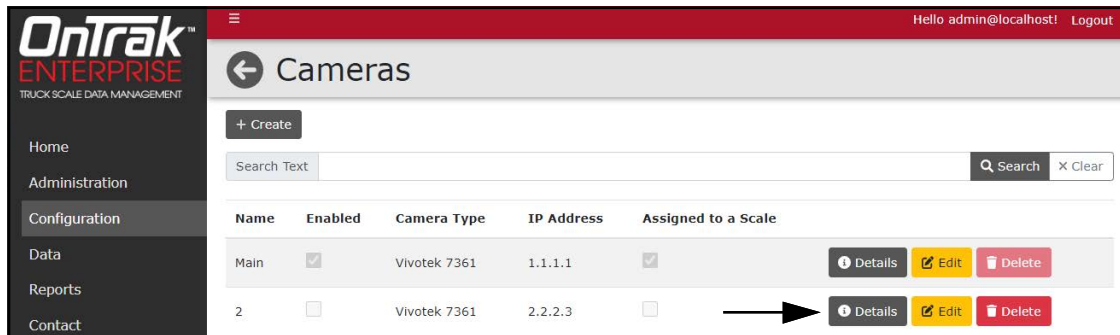 OnTrak™
ENTERPRISE
TRUCK SCALE DATA MANAGEMENT
Home
Administration
Configuration
Data
Reports
Contact
Hello admin@localhost! Logout
Cameras
+ Create
Search Text Search × Clear
Name Enabled Camera Type IP Address Assigned to a Scale
Main Vivotek 7361 1.1.1.1 Details Edit Delete
2 Vivotek 7361 2.2.2.3 Details Edit Delete